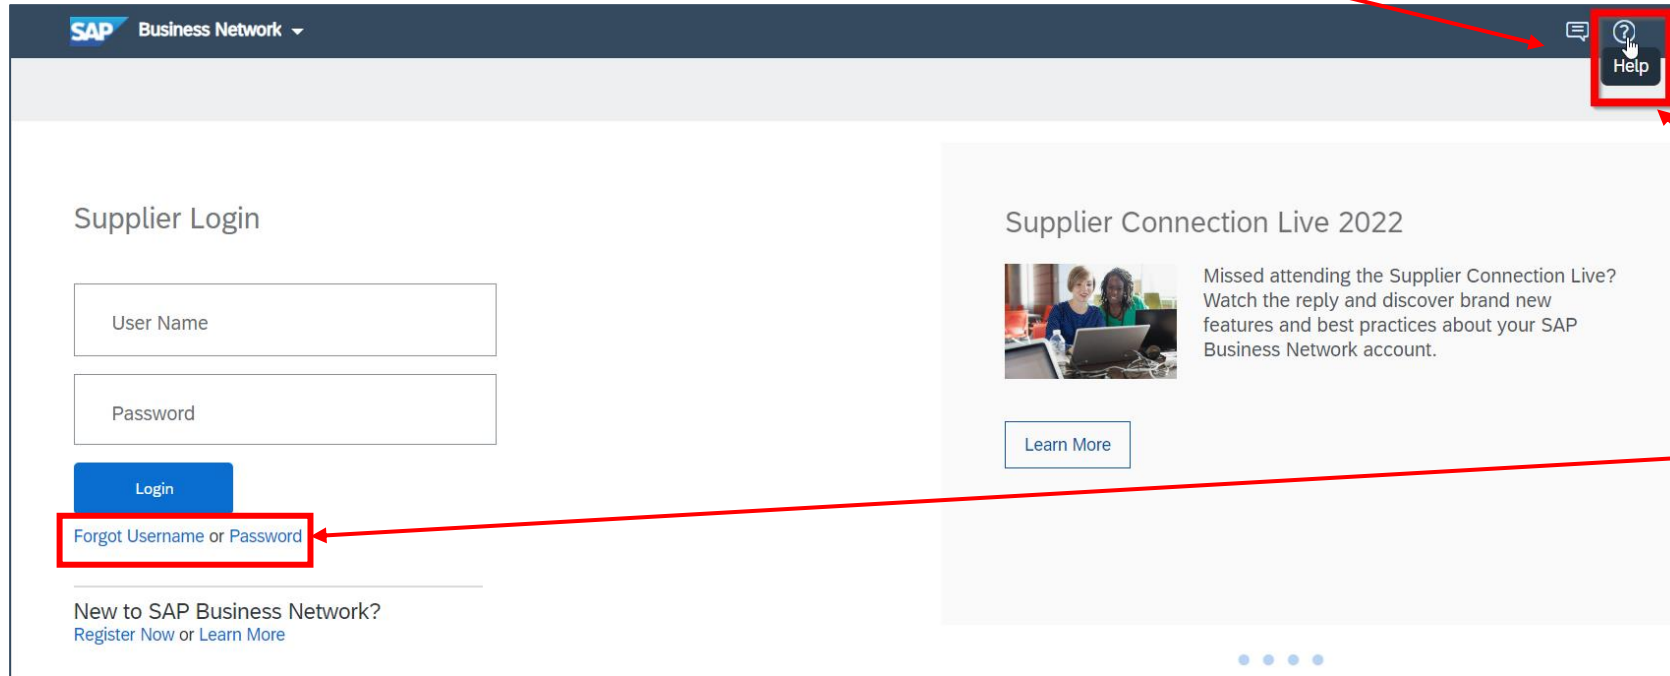 SAP Business Network
Help
Supplier Login
User Name
Password
Login
Forgot Username or Password
New to SAP Business Network?
Register Now or Learn More
Supplier Connection Live 2022
Missed attending the Supplier Connection Live?
Watch the reply and discover brand new
features and best practices about your SAP
Business Network account.
Learn More